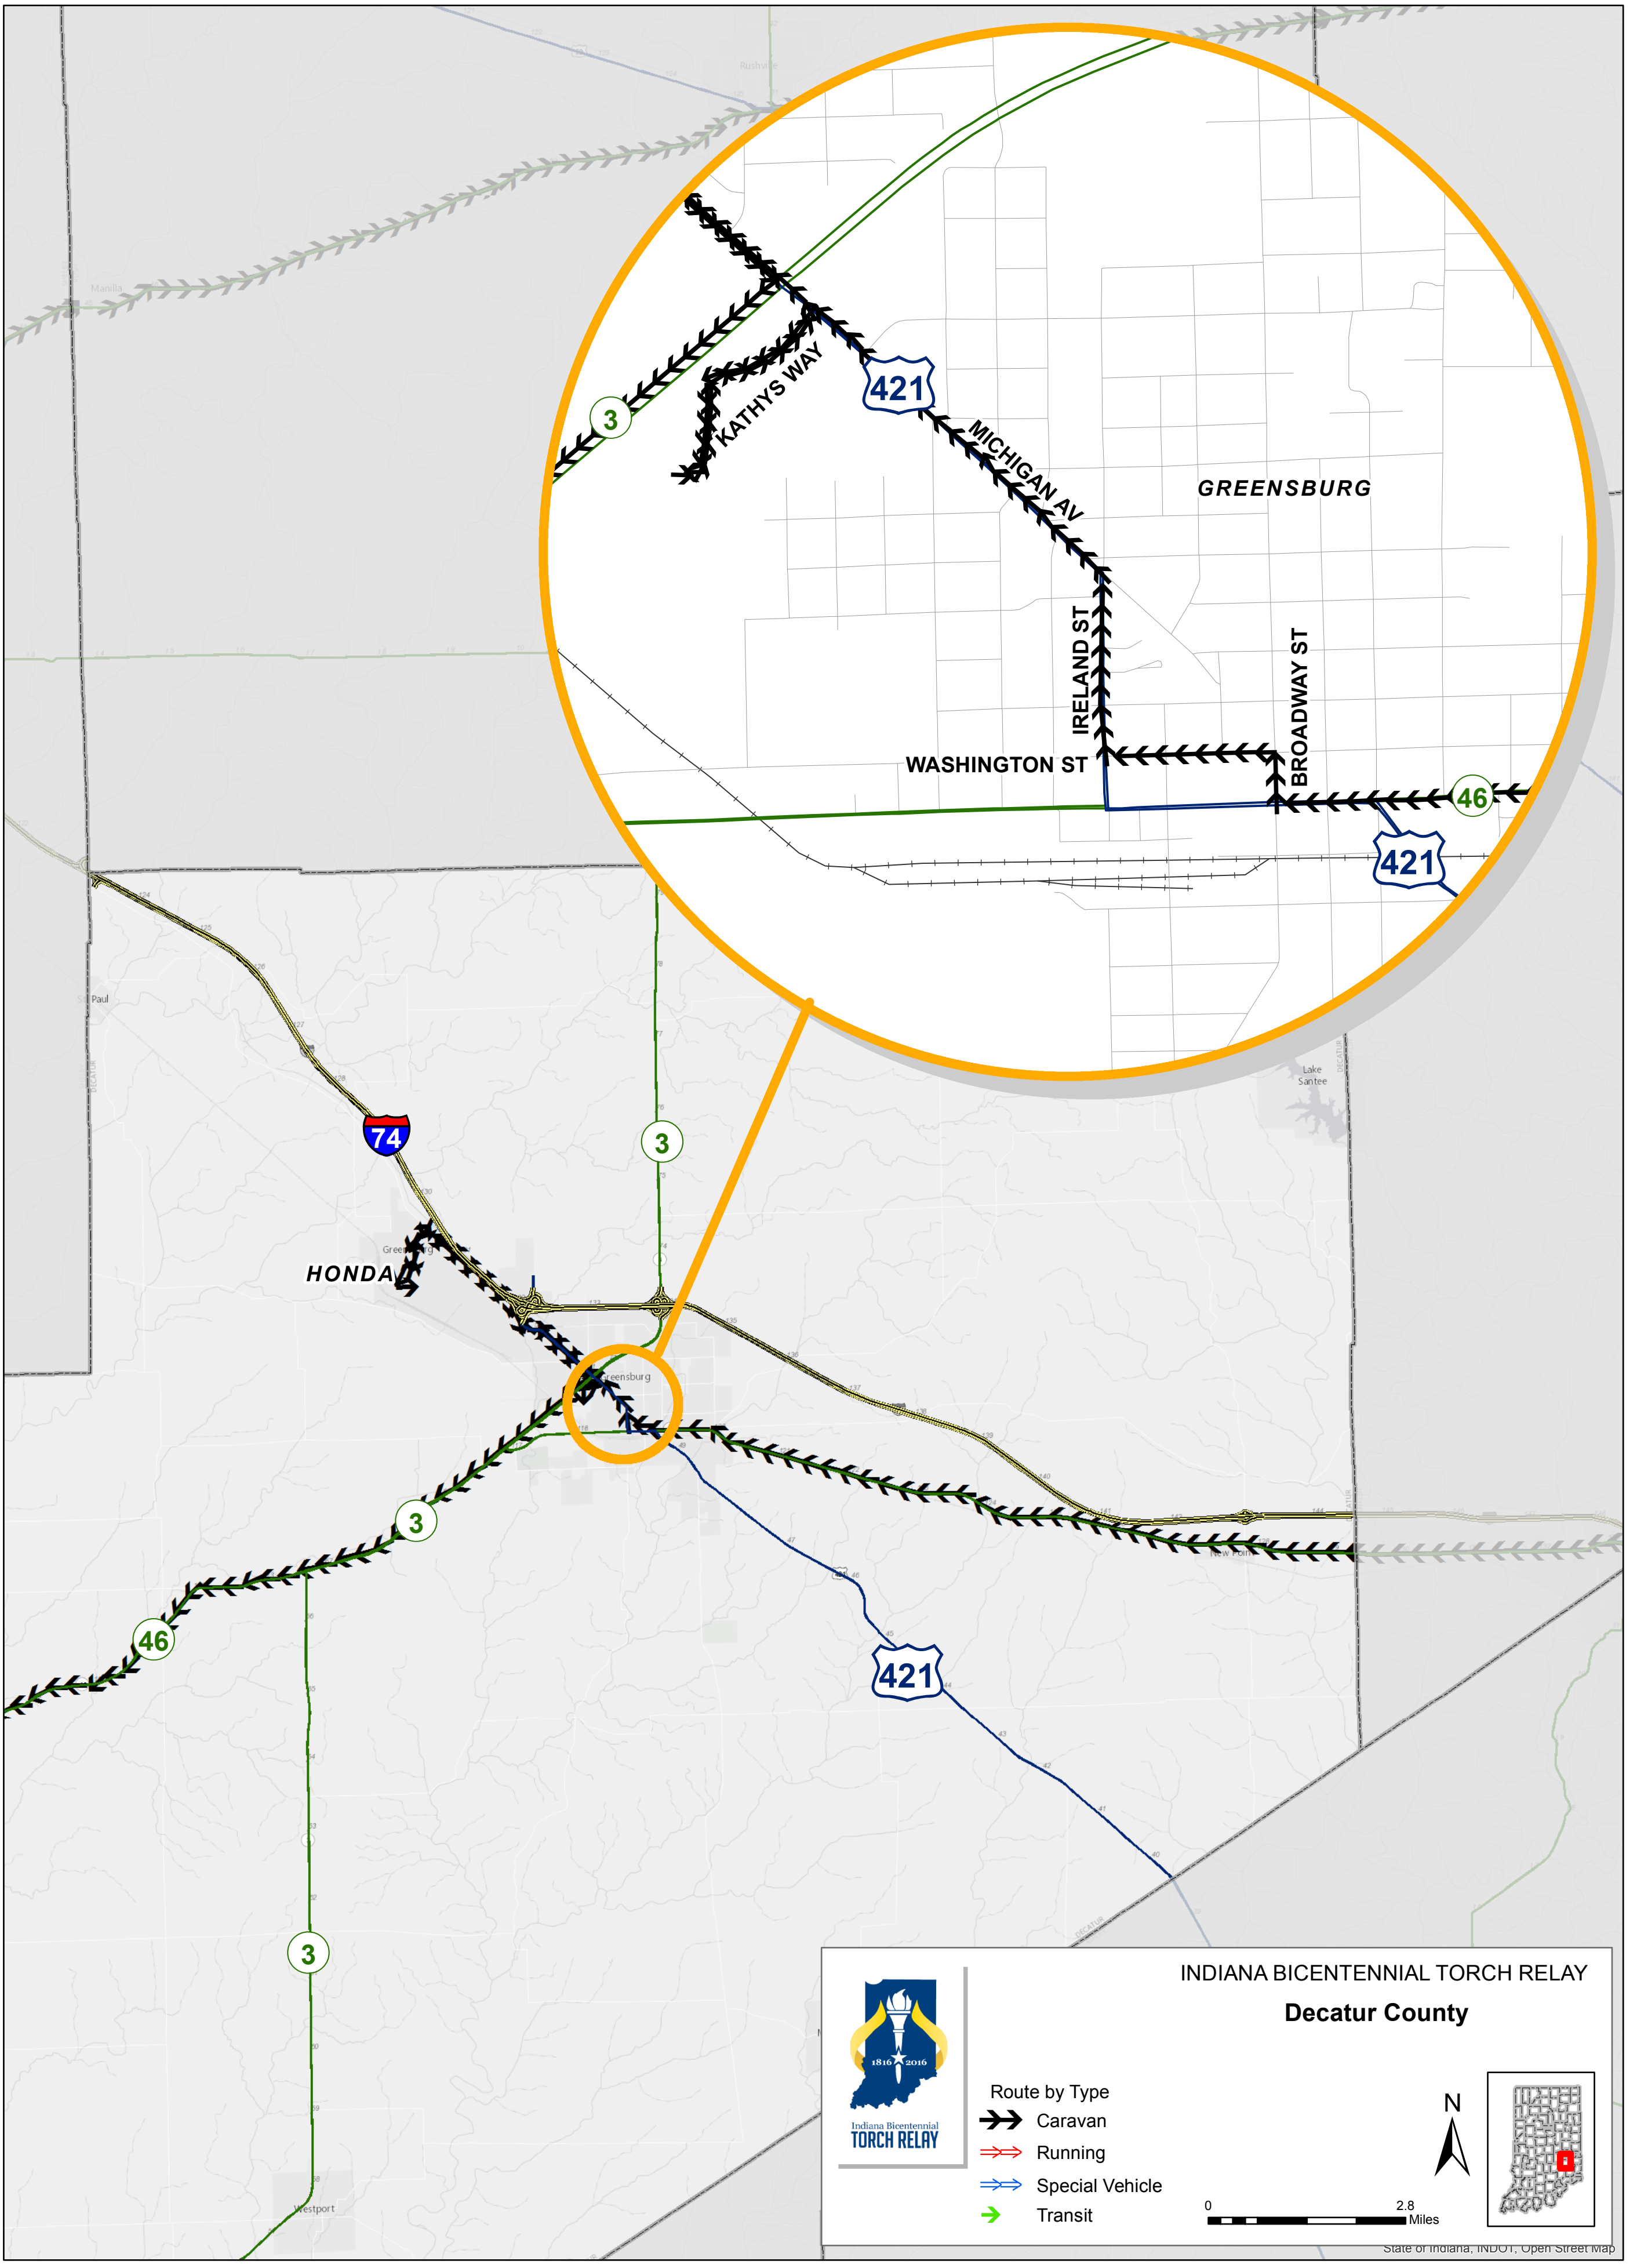 Rushville
Manilla
3
KATHYS WAY
421
MICHIGAN AV
GREENSBURG
IRELAND ST
BROADWAY ST
WASHINGTON ST
46
421
Paul
DECATUR
Lake
Santee
DECATUR
74
3
HONDA
Greensburg
3
New Point
46
421
3
DECATUR
Westport
INDIANA BICENTENNIAL TORCH RELAY
Decatur County
1816 2016
Indiana Bicentennial
TORCH RELAY
Route by Type
Caravan
Running
Special Vehicle
Transit
N
0 2.8
Miles
State of Indiana, INDOT, Open Street Map